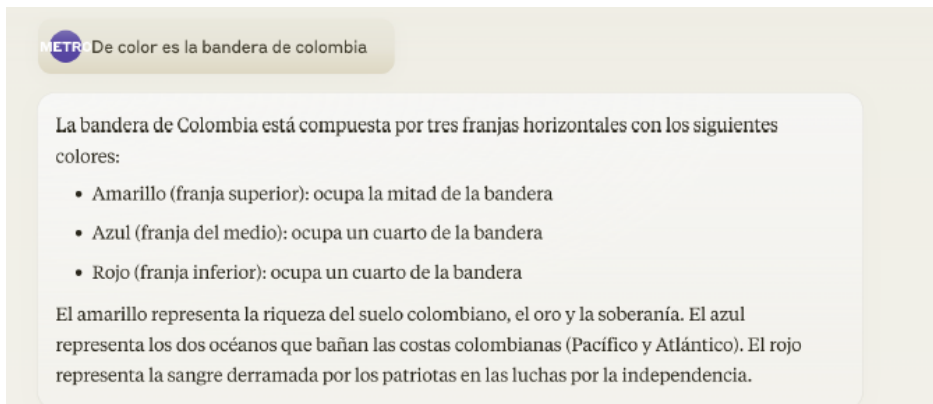 METRO De color es la bandera de colombia
La bandera de Colombia está compuesta por tres franjas horizontales con los siguientes
colores:
• Amarillo (franja superior): ocupa la mitad de la bandera
• Azul (franja del medio): ocupa un cuarto de la bandera
• Rojo (franja inferior): ocupa un cuarto de la bandera
El amarillo representa la riqueza del suelo colombiano, el oro y la soberanía. El azul
representa los dos océanos que bañan las costas colombianas (Pacífico y Atlántico). El rojo
representa la sangre derramada por los patriotas en las luchas por la independencia.